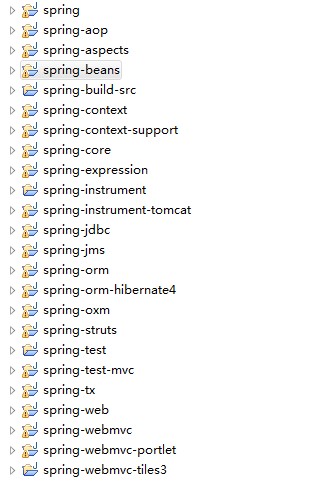 spring
spring-aop
spring-aspects
spring-beans
spring-build-src
spring-context
spring-context-support
spring-core
spring-expression
spring-instrument
spring-instrument-tomcat
spring-jdbc
spring-jms
spring-orm
spring-orm-hibernate4
spring-oxm
spring-struts
spring-test
spring-test-mvc
spring-tx
spring-web
spring-webmvc
spring-webmvc-portlet
spring-webmvc-tiles3